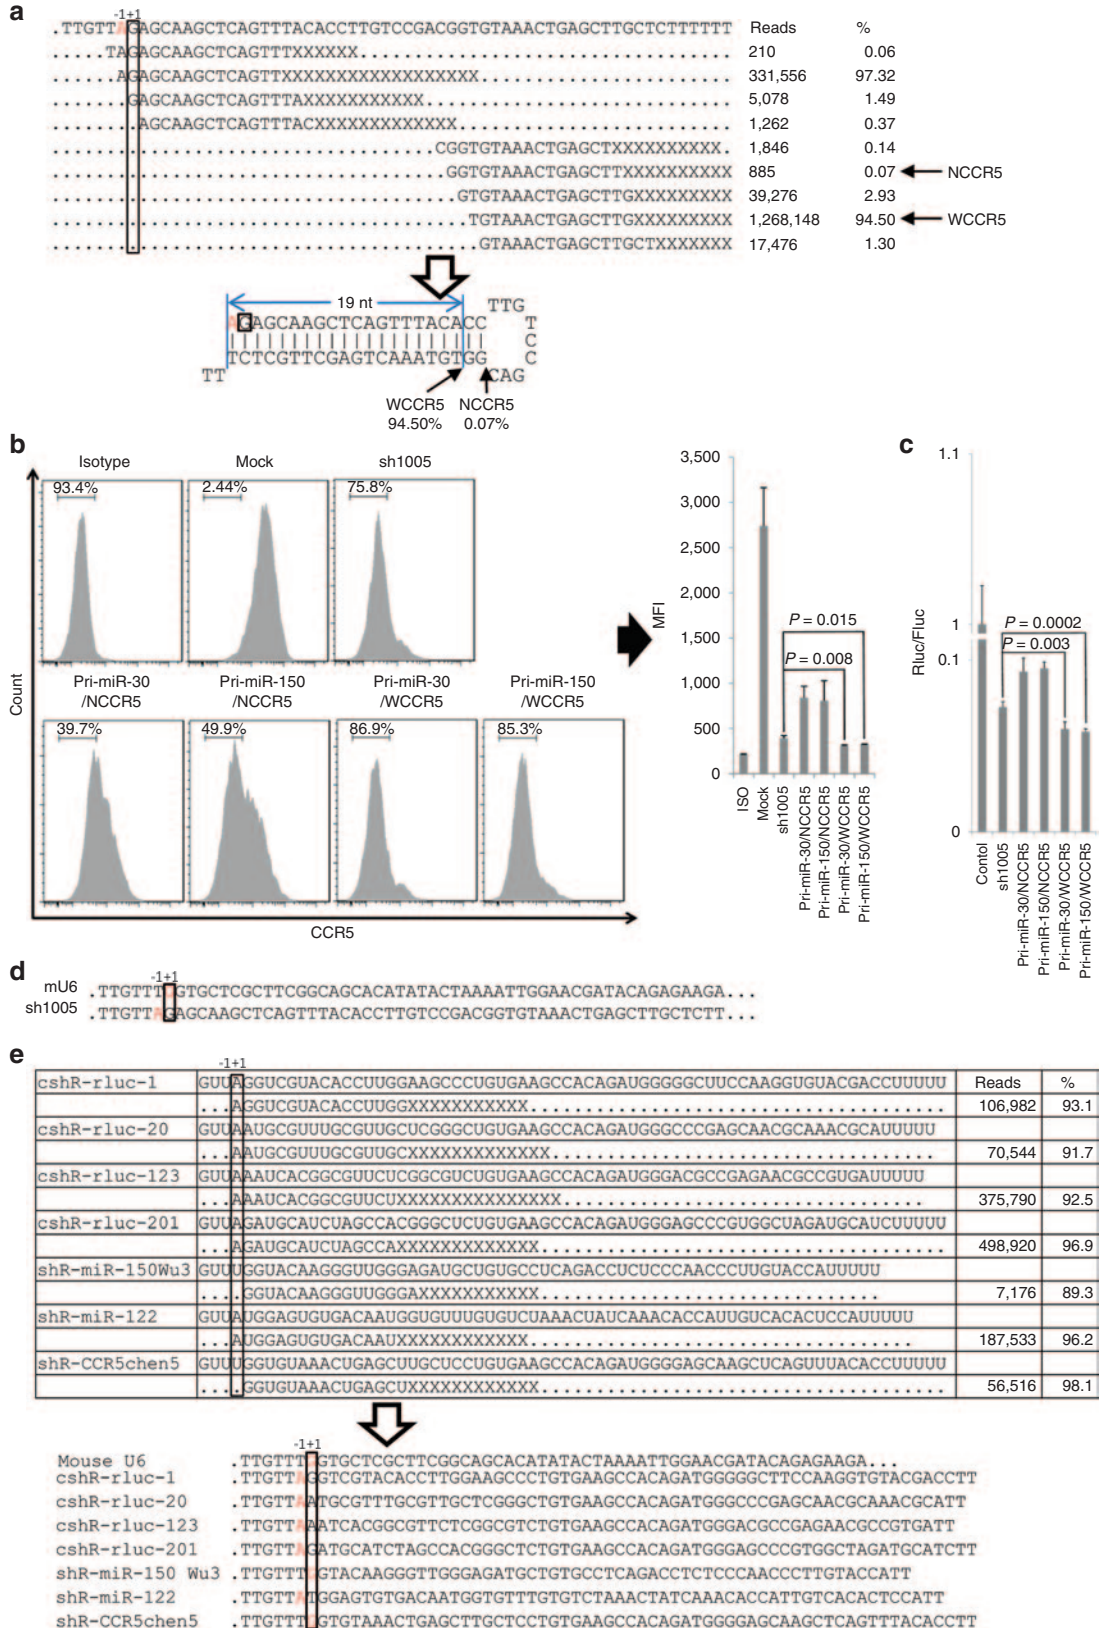 a
-1+1
.TTGTTAGAGCAAGCTCAGTTTACACCTTGTCCGACGGTGTAAACTGAGCTTGCTCTTTTTT Reads %
.....TAGAGCAAGCTCAGTTTXXXXXX................................ 210 0.06
......AGAGCAAGCTCAGTTXXXXXXXXXXXXXXXXXX..................... 331,556 97.32
.......GAGCAAGCTCAGTTTAXXXXXXXXXXX.......................... 5,078 1.49
........AGCAAGCTCAGTTTACXXXXXXXXXXXXX....................... 1,262 0.37
...................................CGGTGTAAACTGAGCTXXXXXXXXXX. 1,846 0.14
....................................GGTGTAAACTGAGCTTXXXXXXXXXX 885 0.07 NCCR5
.....................................GTGTAAACTGAGCTTGXXXXXXXXX 39,276 2.93
......................................TGTAAACTGAGCTTGXXXXXXXXX 1,268,148 94.50 WCCR5
.......................................GTAAACTGAGCTTGCTXXXXXXX 17,476 1.30
19 nt
TTG
AGAGCAAGCTCAGTTTACACC T
C
TCTCGTTCGAGTCAAATGTGG C
TT CAG
WCCR5 NCCR5
94.50% 0.07%
b
Isotype Mock sh1005
93.4% 2.44% 75.8%
Pri-miR-30 Pri-miR-150 Pri-miR-30 Pri-miR-150
/NCCR5 /NCCR5 /WCCR5 /WCCR5
39.7% 49.9% 86.9% 85.3%
Count
CCR5
3,500
3,000
2,500
2,000
1,500
1,000
500
0
MFI
P = 0.015
P = 0.008
ISO
Mock
sh1005
Pri-miR-30/NCCR5
Pri-miR-150/NCCR5
Pri-miR-30/WCCR5
Pri-miR-150/WCCR5
c
1.1
1
0.1
0
Rluc/Fluc
P = 0.0002
P = 0.003
Contol
sh1005
Pri-miR-30/NCCR5
Pri-miR-150/NCCR5
Pri-miR-30/WCCR5
Pri-miR-150/WCCR5
d
-1+1
mU6 .TTGTTTGGTGCTCGCTTCGGCAGCACATATACTAAAATTGGAACGATACAGAGAAGA...
sh1005 .TTGTTAGAGCAAGCTCAGTTTACACCTTGTCCGACGGTGTAAACTGAGCTTGCTCTT...
e
-1+1
cshR-rluc-1 GUUAGGUCGUACACCUUGGAAGCCCUGUGAAGCCACAGAUGGGGGCUUCCAAGGUGUACGACCUUUUU Reads %
...AGGUCGUACACCUUGGXXXXXXXXXXX...................................... 106,982 93.1
cshR-rluc-20 GUUAAUGCGUUUGCGUUGCUCGGGCUGUGAAGCCACAGAUGGGCCCGAGCAACGCAAACGCAUUUUU
...AAUGCGUUUGCGUUGCXXXXXXXXXXXXX................................... 70,544 91.7
cshR-rluc-123 GUUAAAUCACGGCGUUCUCGGCGUCUGUGAAGCCACAGAUGGGACGCCGAGAACGCCGUGAUUUUU
...AAAUCACGGCGUUCUXXXXXXXXXXXXXXX................................. 375,790 92.5
cshR-rluc-201 GUUAGAUGCAUCUAGCCACGGGCUCUGUGAAGCCACAGAUGGGAGCCCGUGGCUAGAUGCAUCUUUUU
...AGAUGCAUCUAGCCAXXXXXXXXXXXXX..................................... 498,920 96.9
shR-miR-150Wu3 GUUUGGUACAAGGGUUGGGAGAUGCUGUGCCUCAGACCUCUCCCAACCCUUGUACCAUUUUU
....GGUACAAGGGUUGGGAXXXXXXXXXXX............................... 7,176 89.3
shR-miR-122 GUUAUGGAGUGUGACAAUGGUGUUUGUGUCUAAACUAUCAAACACCAUUGUCACACUCCAUUUUU
...AUGGAGUGUGACAAUXXXXXXXXXXXX................................... 187,533 96.2
shR-CCR5chen5 GUUUGGUGUAAACUGAGCUUGCUCCUGUGAAGCCACAGAUGGGGAGCAAGCUCAGUUUACACCUUUUU
....GGUGUAAACUGAGCUXXXXXXXXXXXX..................................... 56,516 98.1
-1+1
Mouse U6 .TTGTTTGGTGCTCGCTTCGGCAGCACATATACTAAAATTGGAACGATACAGAGAAGA...
cshR-rluc-1 .TTGTTAGGTCGTACACCTTGGAAGCCCTGTGAAGCCACAGATGGGGGCTTCCAAGGTGTACGACCTT
cshR-rluc-20 .TTGTTAATGCGTTTGCGTTGCTCGGGCTGTGAAGCCACAGATGGGCCCGAGCAACGCAAACGCATT
cshR-rluc-123 .TTGTTAAATCACGGCGTTCTCGGCGTCTGTGAAGCCACAGATGGGACGCCGAGAACGCCGTGATT
cshR-rluc-201 .TTGTTAGATGCATCTAGCCACGGGCTCTGTGAAGCCACAGATGGGAGCCCGTGGCTAGATGCATCTT
shR-miR-150 Wu3 .TTGTTTGGTACAAGGGTTGGGAGATGCTGTGCCTCAGACCTCTCCCAACCCTTGTACCATT
shR-miR-122 .TTGTTATGGAGTGTGACAATGGTGTTTGTGTCTAAACTATCAAACACCATTGTCACACTCCATT
shR-CCR5chen5 .TTGTTTGGTGTAAACTGAGCTTGCTCCTGTGAAGCCACAGATGGGGAGCAAGCTCAGTTTACACCTT